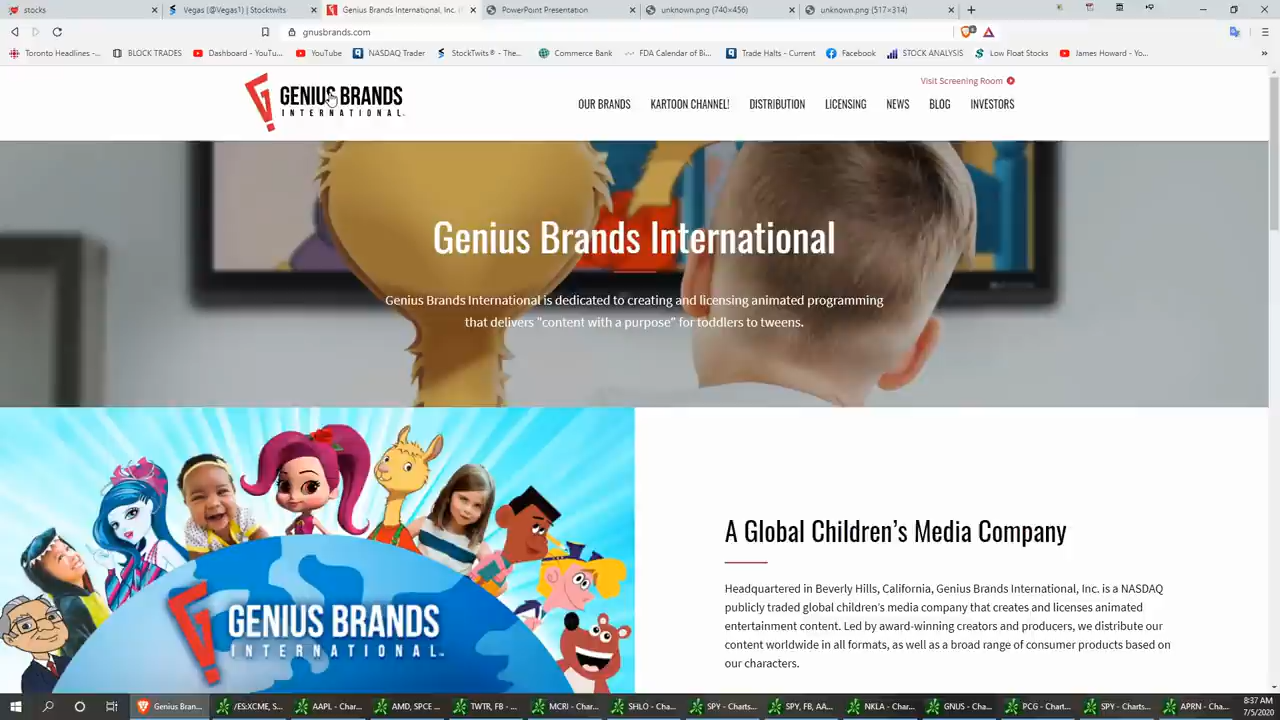 stocks
Vegas (@Vegas1) | Stocktwits
Genius Brands International, Inc. (
PowerPoint Presentation
unknown.png (740×456)
unknown.png (517×314)
gnusbrands.com
Toronto Headlines -...
BLOCK TRADES
Dashboard - YouTu...
YouTube
NASDAQ Trader
StockTwits® - The...
Commerce Bank
FDA Calendar of Bi...
Trade Halts - Current
Facebook
STOCK ANALYSIS
Low Float Stocks
James Howard - Yo...
Visit Screening Room
GENIUS BRANDS
INTERNATIONAL
OUR BRANDS
KARTOON CHANNEL!
DISTRIBUTION
LICENSING
NEWS
BLOG
INVESTORS
Genius Brands International
Genius Brands International is dedicated to creating and licensing animated programming
that delivers "content with a purpose" for toddlers to tweens.
GENIUS BRANDS
INTERNATIONAL
A Global Children's Media Company
Headquartered in Beverly Hills, California, Genius Brands International, Inc. is a NASDAQ
publicly traded global children's media company that creates and licenses animated
entertainment content. Led by award-winning creators and producers, we distribute our
content worldwide in all formats, as well as a broad range of consumer products based on
our characters.
Genius Bran...
/ES:XCME, S...
AAPL - Char...
AMD, SPCE ...
TWTR, FB - ...
MCRI - Char...
SHLO - Char...
SPY - Charts...
SPY, FB, AA...
NKLA - Char...
GNUS - Char...
PCG - Chart...
SPY - Charts...
APRN - Cha...
8:37 AM
7/5/2020